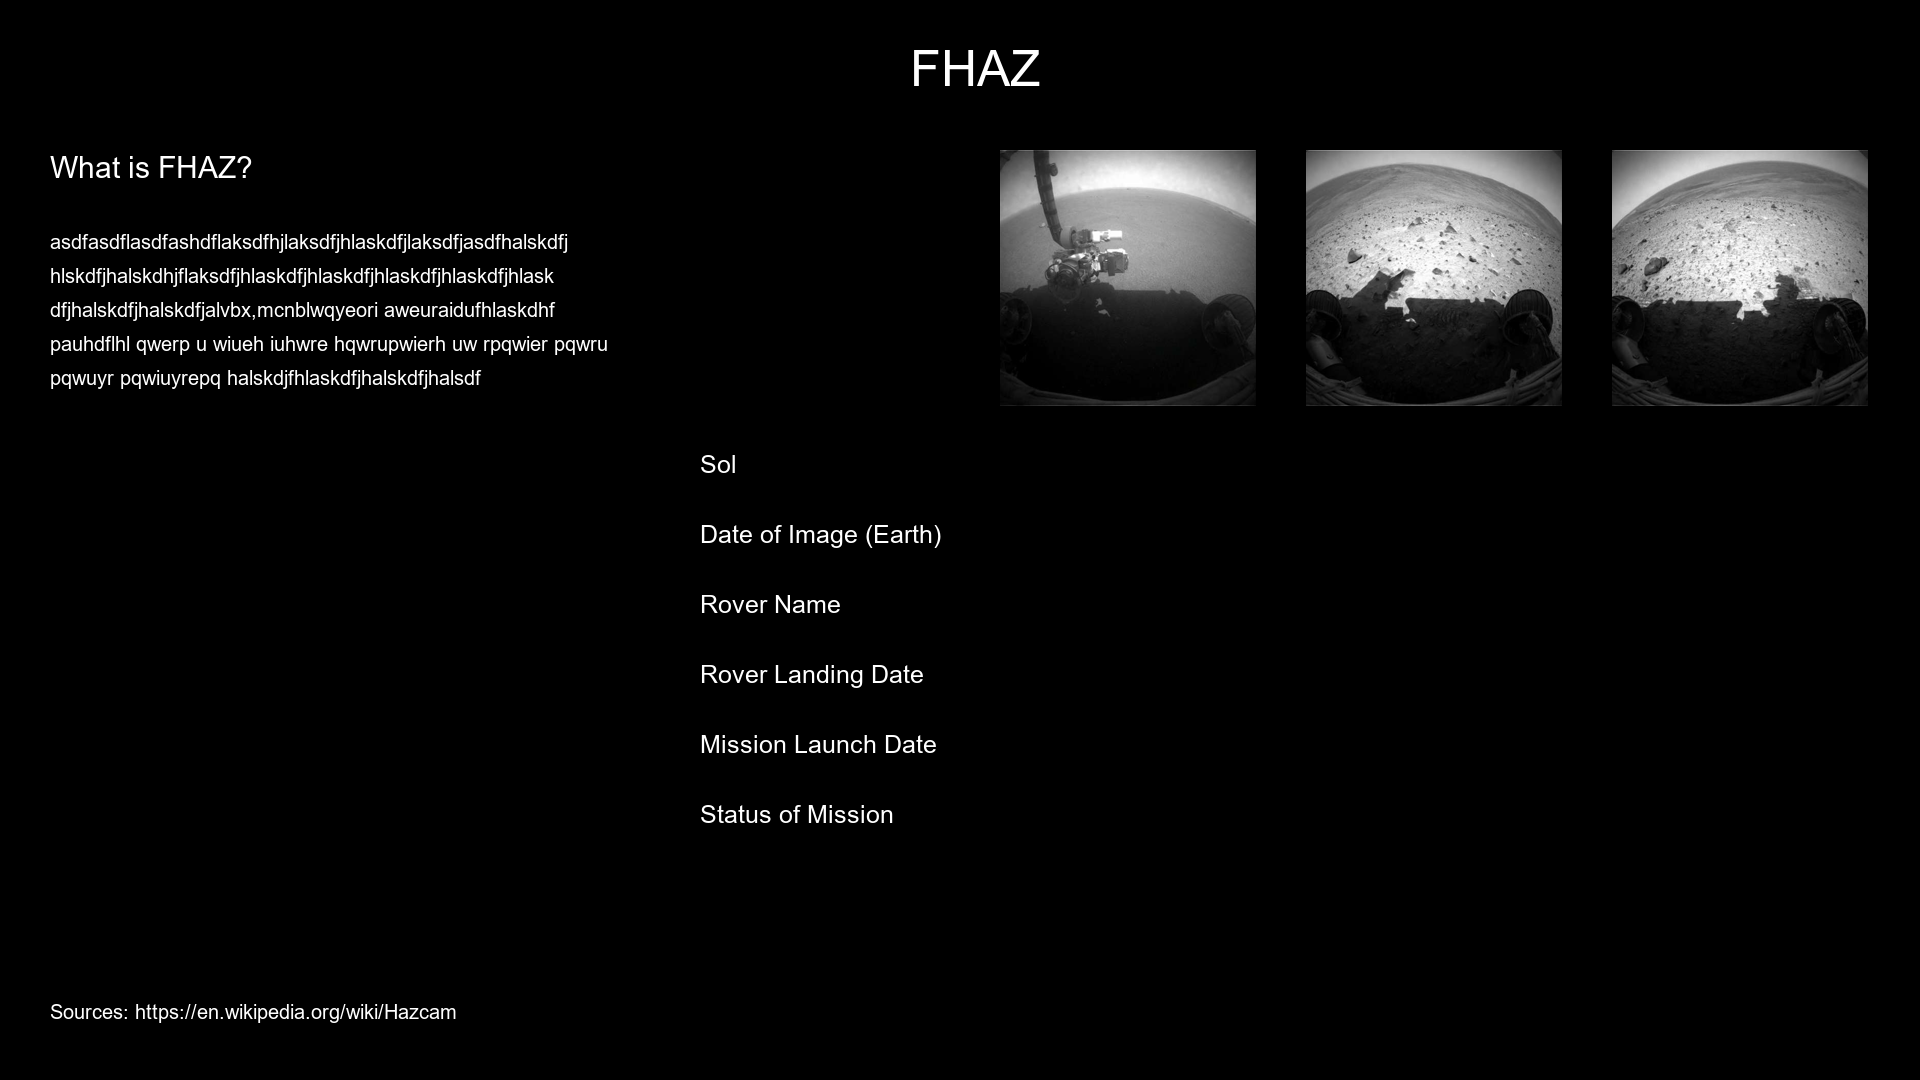 FHAZ
What is FHAZ?
asdfasdflasdfashdflaksdfhjlaksdfjhlaskdfjlaksdfjasdfhalskdfj
hlskdfjhalskdhjflaksdfjhlaskdfjhlaskdfjhlaskdfjhlaskdfjhlask
dfjhalskdfjhalskdfjalvbx,mcnblwqyeori aweuraidufhlaskdhf
pauhdflhl qwerp u wiueh iuhwre hqwrupwierh uw rpqwier pqwru
pqwuyr pqwiuyrepq halskdjfhlaskdfjhalskdfjhalsdf
Sol
Date of Image (Earth)
Rover Name
Rover Landing Date
Mission Launch Date
Status of Mission
Sources: https://en.wikipedia.org/wiki/Hazcam